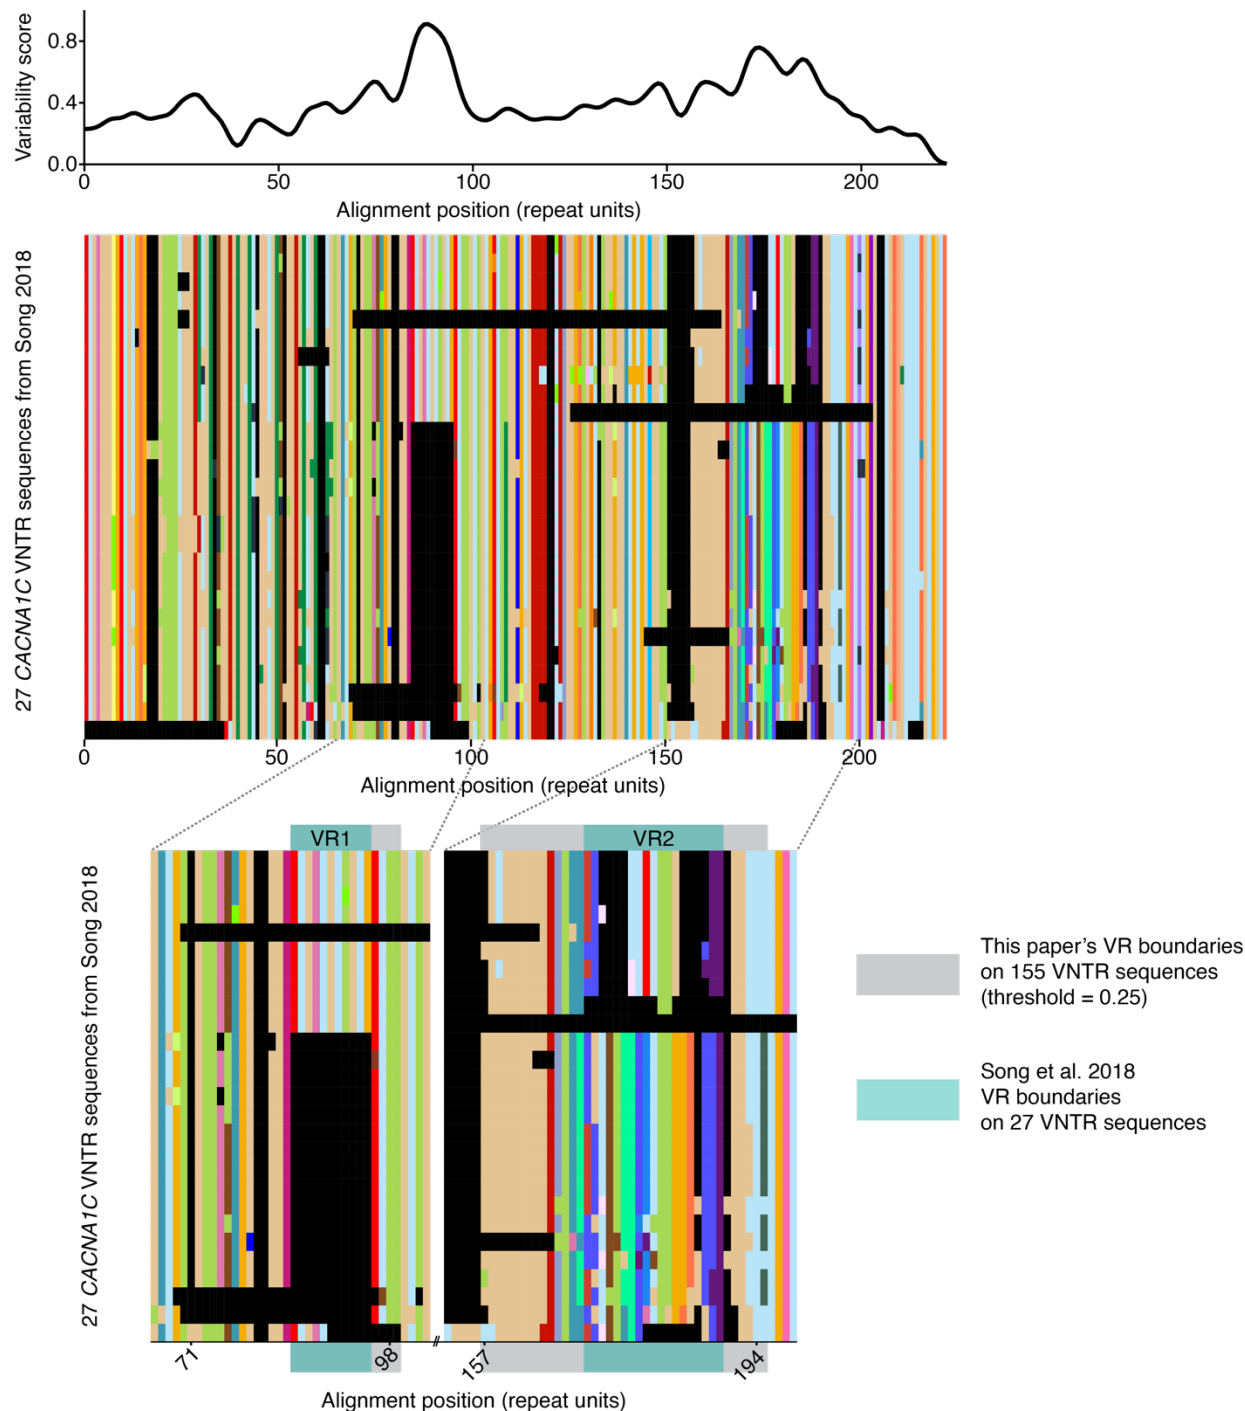 Variability score
0.8
0.4
0.0
0
50
100
150
200
Alignment position (repeat units)
27 CACNA1C VNTR sequences from Song 2018
0
50
100
150
200
Alignment position (repeat units)
27 CACNA1C VNTR sequences from Song 2018
VR1
VR2
71
98
//
157
194
Alignment position (repeat units)
This paper's VR boundaries
on 155 VNTR sequences
(threshold = 0.25)
Song et al. 2018
VR boundaries
on 27 VNTR sequences